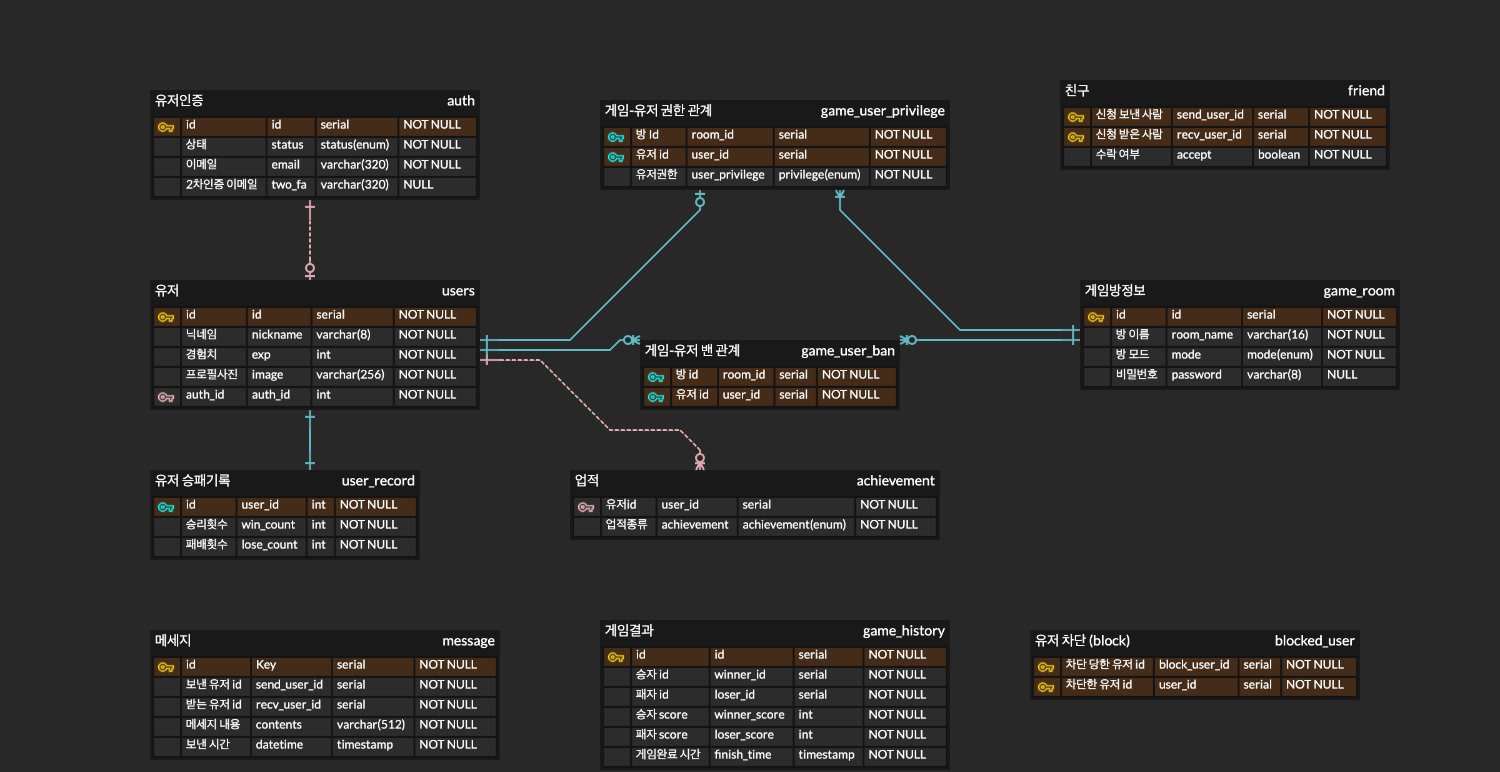 유저인증 auth
id id serial NOT NULL
상태 status status(enum) NOT NULL
이메일 email varchar(320) NOT NULL
2차인증 이메일 two_fa varchar(320) NULL
게임-유저 권한 관계 game_user_privilege
방 Id room_id serial NOT NULL
유저 id user_id serial NOT NULL
유저권한 user_privilege privilege(enum) NOT NULL
친구 friend
신청 보낸 사람 send_user_id serial NOT NULL
신청 받은 사람 recv_user_id serial NOT NULL
수락 여부 accept boolean NOT NULL
유저 users
id id serial NOT NULL
닉네임 nickname varchar(8) NOT NULL
경험치 exp int NOT NULL
프로필사진 image varchar(256) NOT NULL
auth_id auth_id int NOT NULL
게임-유저 밴 관계 game_user_ban
방 id room_id serial NOT NULL
유저 id user_id serial NOT NULL
게임방정보 game_room
id id serial NOT NULL
방 이름 room_name varchar(16) NOT NULL
방 모드 mode mode(enum) NOT NULL
비밀번호 password varchar(8) NULL
유저 승패기록 user_record
id user_id int NOT NULL
승리횟수 win_count int NOT NULL
패배횟수 lose_count int NOT NULL
업적 achievement
유저id user_id serial NOT NULL
업적종류 achievement achievement(enum) NOT NULL
메세지 message
id Key serial NOT NULL
보낸 유저 id send_user_id serial NOT NULL
받는 유저 id recv_user_id serial NOT NULL
메세지 내용 contents varchar(512) NOT NULL
보낸 시간 datetime timestamp NOT NULL
게임결과 game_history
id id serial NOT NULL
승자 id winner_id serial NOT NULL
패자 id loser_id serial NOT NULL
승자 score winner_score int NOT NULL
패자 score loser_score int NOT NULL
게임완료 시간 finish_time timestamp NOT NULL
유저 차단 (block) blocked_user
차단 당한 유저 id block_user_id serial NOT NULL
차단한 유저 id user_id serial NOT NULL